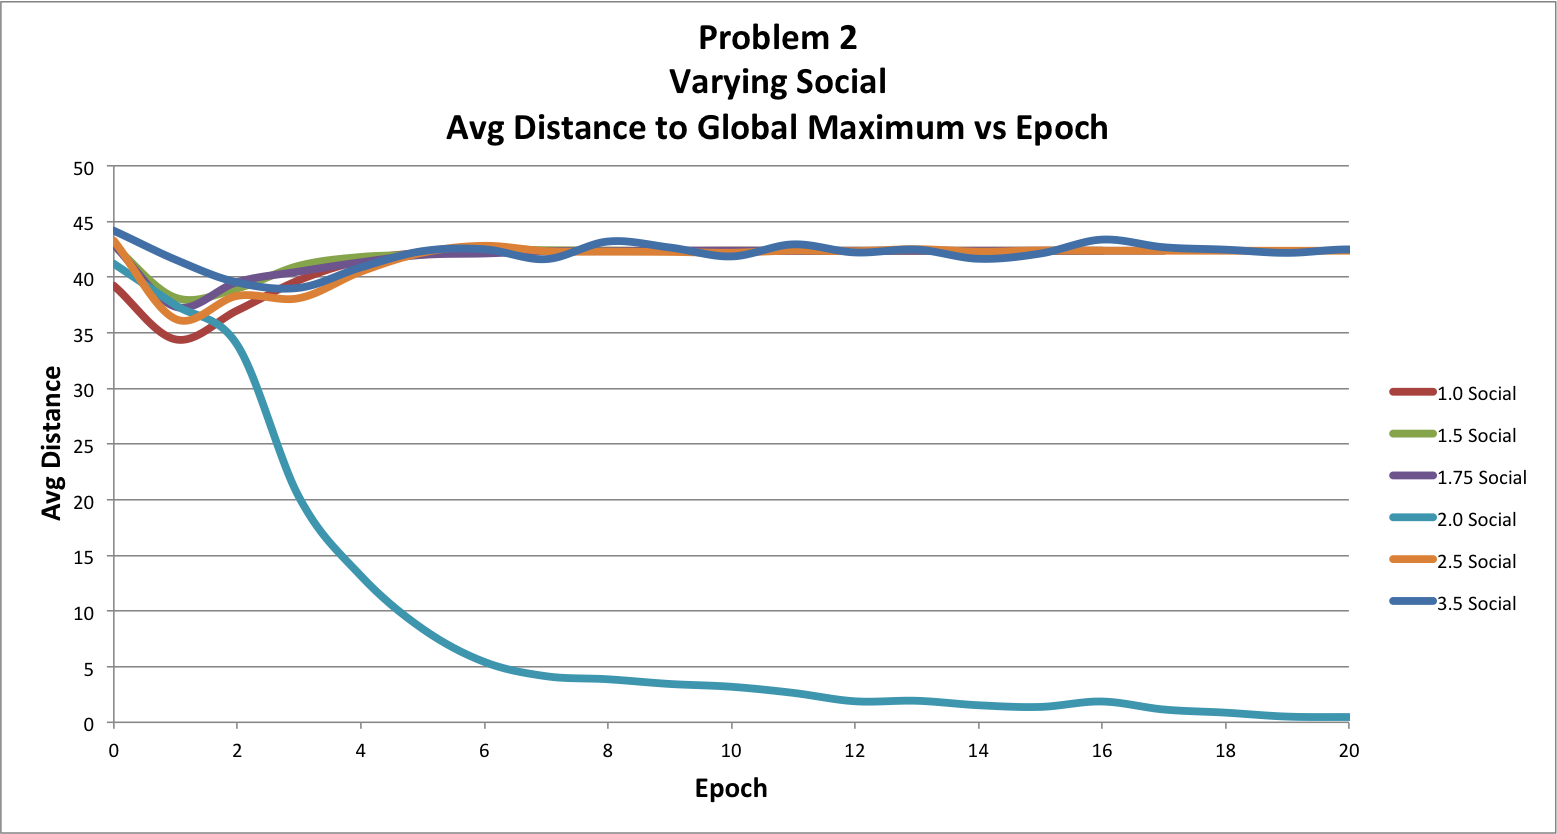 Problem 2
Varying Social
Avg Distance to Global Maximum vs Epoch
50
45
40
35
30
25
20
15
10
5
0
Avg Distance
0 2 4 6 8 10 12 14 16 18 20
Epoch
1.0 Social
1.5 Social
1.75 Social
2.0 Social
2.5 Social
3.5 Social